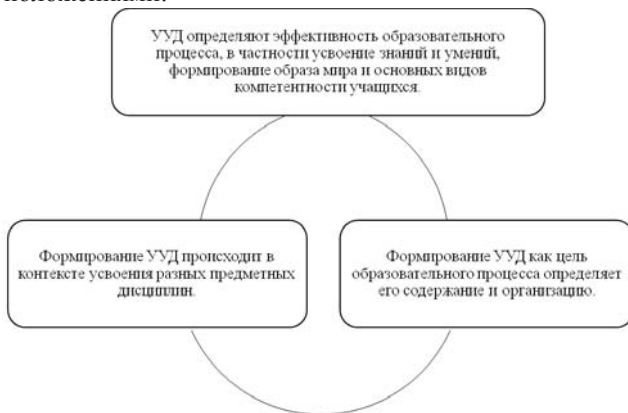 положениями:
УУД определяют эффективность образовательного
процесса, в частности усвоение знаний и умений,
формирование образа мира и основных видов
компетентности учащихся.
Формирование УУД происходит в
контексте усвоения разных предметных
дисциплин.
Формирование УУД как цель
образовательного процесса определяет
его содержание и организацию.